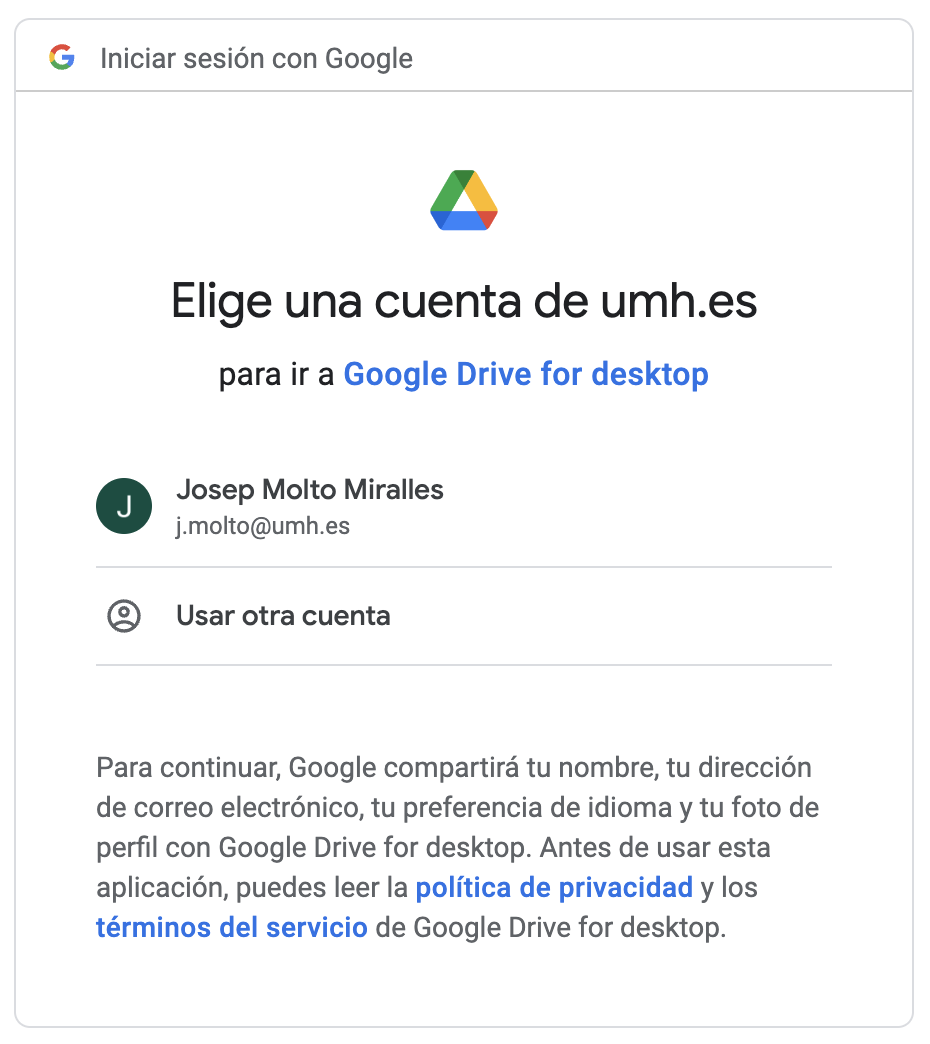 Iniciar sesión con Google
Elige una cuenta de umh.es
para ir a Google Drive for desktop
J
Josep Molto Miralles
j.molto@umh.es
Usar otra cuenta
Para continuar, Google compartirá tu nombre, tu dirección
de correo electrónico, tu preferencia de idioma y tu foto de
perfil con Google Drive for desktop. Antes de usar esta
aplicación, puedes leer la política de privacidad y los
términos del servicio de Google Drive for desktop.